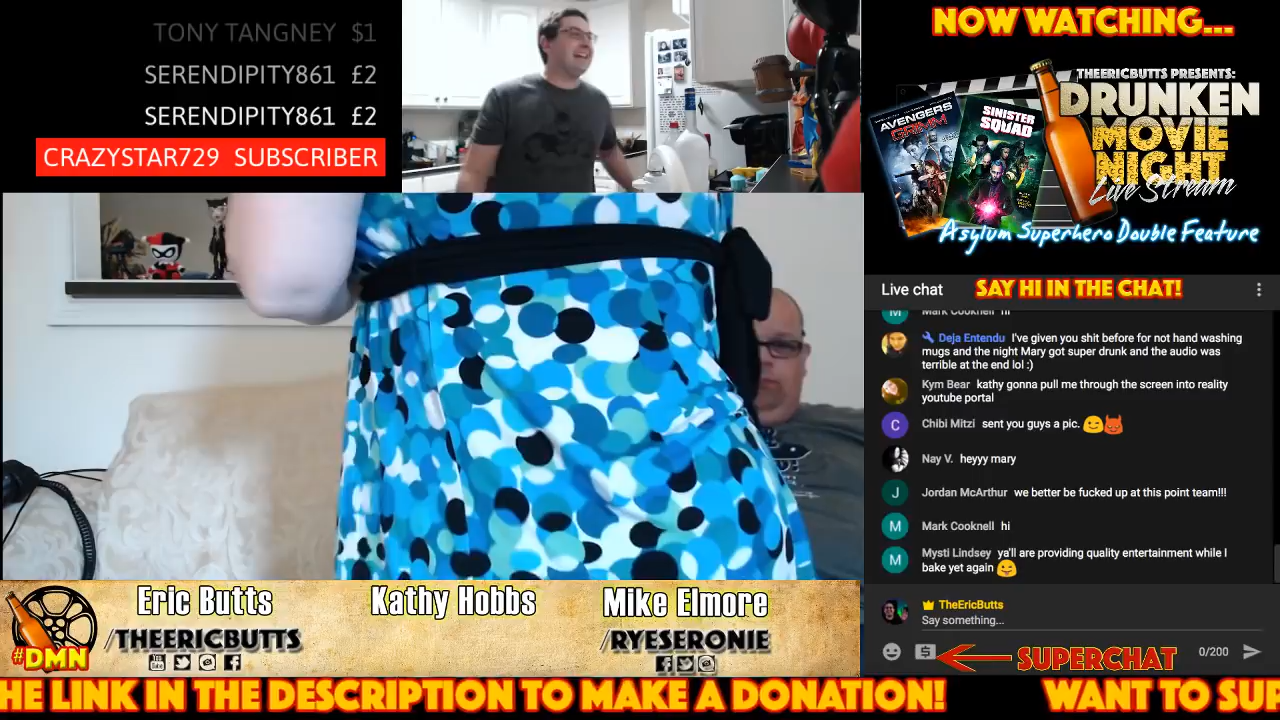 TONY TANGNEY $1
SERENDIPITY861 £2
SERENDIPITY861 £2
CRAZYSTAR729 SUBSCRIBER
NOW WATCHING...
THEERICBUTTS PRESENTS:
DRUNKEN
MOVIE
NIGHT
Live Stream
AVENGERS
GRIMM
SINISTER
SQUAD
Asylum Superhero Double Feature
Live chat
SAY HI IN THE CHAT!
Mark Cooknell hi
Deja Entendu I've given you shit before for not hand washing
mugs and the night Mary got super drunk and the audio was
terrible at the end lol :)
Kym Bear kathy gonna pull me through the screen into reality
youtube portal
C
Chibi Mitzi sent you guys a pic. 😉😈
Nay V. heyyy mary
J
Jordan McArthur we better be fucked up at this point team!!!
M
Mark Cooknell hi
M
Mysti Lindsey ya'll are providing quality entertainment while I
bake yet again 😉
TheEricButts
Say something...
SUPERCHAT
0/200
Eric Butts
/THEERICBUTTS
Kathy Hobbs
Mike Elmore
/RYESERONIE
#DMN
HE LINK IN THE DESCRIPTION TO MAKE A DONATION! WANT TO SUP